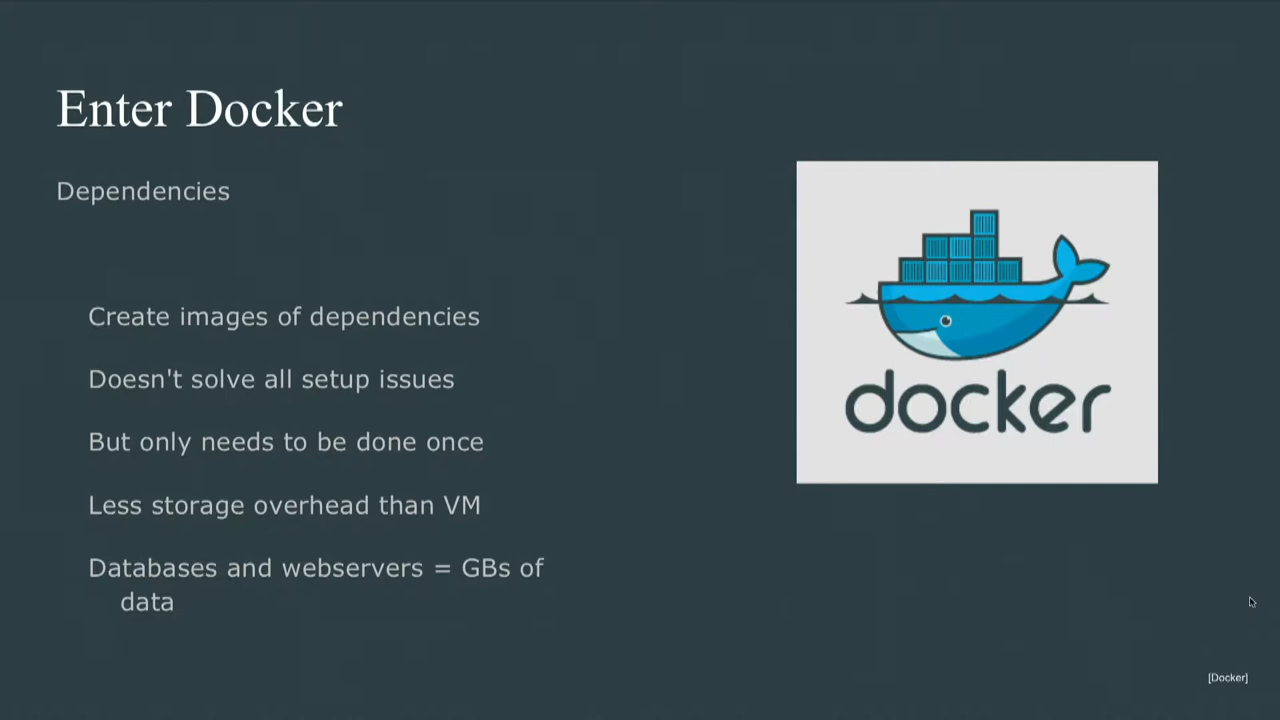 Enter Docker
Dependencies
Create images of dependencies
Doesn't solve all setup issues
But only needs to be done once
Less storage overhead than VM
Databases and webservers = GBs of
data
docker
[Docker]